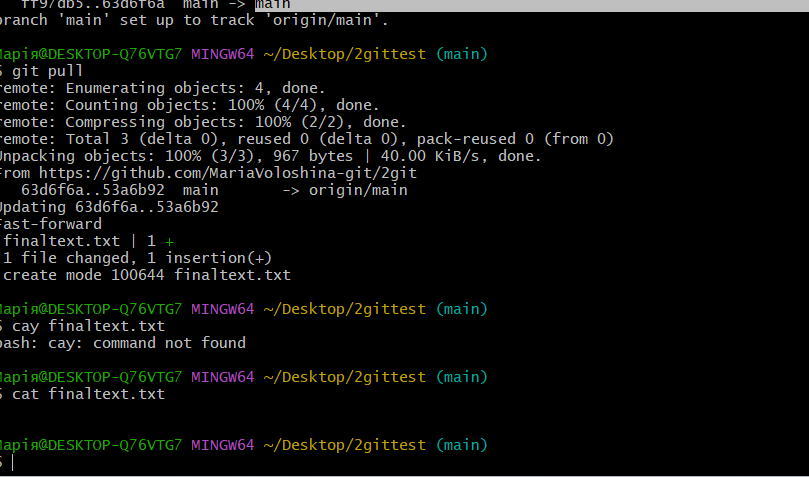 ff97db5..63d6f6a  main -> main
branch 'main' set up to track 'origin/main'.
Марія@DESKTOP-Q76VTG7 MINGW64 ~/Desktop/2gittest (main)
$ git pull
remote: Enumerating objects: 4, done.
remote: Counting objects: 100% (4/4), done.
remote: Compressing objects: 100% (2/2), done.
remote: Total 3 (delta 0), reused 0 (delta 0), pack-reused 0 (from 0)
Unpacking objects: 100% (3/3), 967 bytes | 40.00 KiB/s, done.
From https://github.com/MariaVoloshina-git/2git
63d6f6a..53a6b92  main       -> origin/main
Updating 63d6f6a..53a6b92
Fast-forward
finaltext.txt | 1 +
1 file changed, 1 insertion(+)
create mode 100644 finaltext.txt
Марія@DESKTOP-Q76VTG7 MINGW64 ~/Desktop/2gittest (main)
$ cay finaltext.txt
bash: cay: command not found
Марія@DESKTOP-Q76VTG7 MINGW64 ~/Desktop/2gittest (main)
$ cat finaltext.txt
Марія@DESKTOP-Q76VTG7 MINGW64 ~/Desktop/2gittest (main)
$